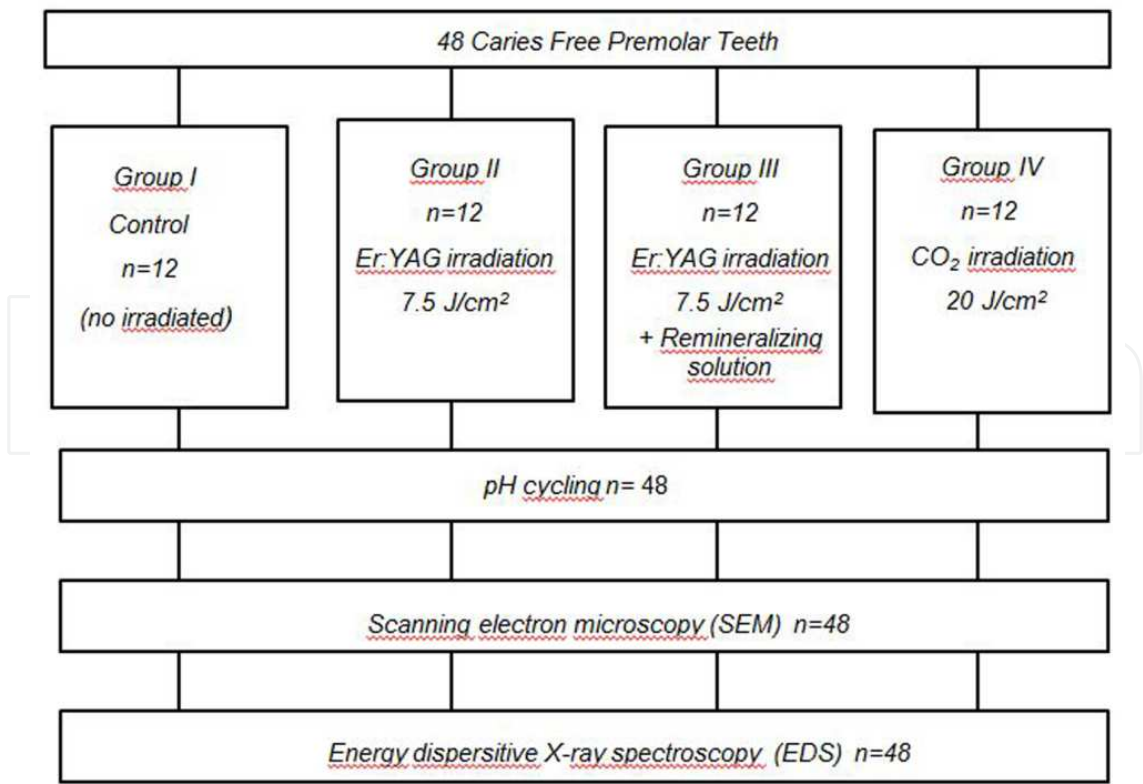 48 Caries Free Premolar Teeth
Group I
Control
n=12
(no irradiated)
Group II
n=12
Er:YAG irradiation
7.5 J/cm²
Group III
n=12
Er:YAG irradiation
7.5 J/cm²
+ Remineralizing
solution
Group IV
n=12
CO₂ irradiation
20 J/cm²
pH cycling n= 48
Scanning electron microscopy (SEM) n=48
Energy dispersitive X-ray spectroscopy (EDS) n=48